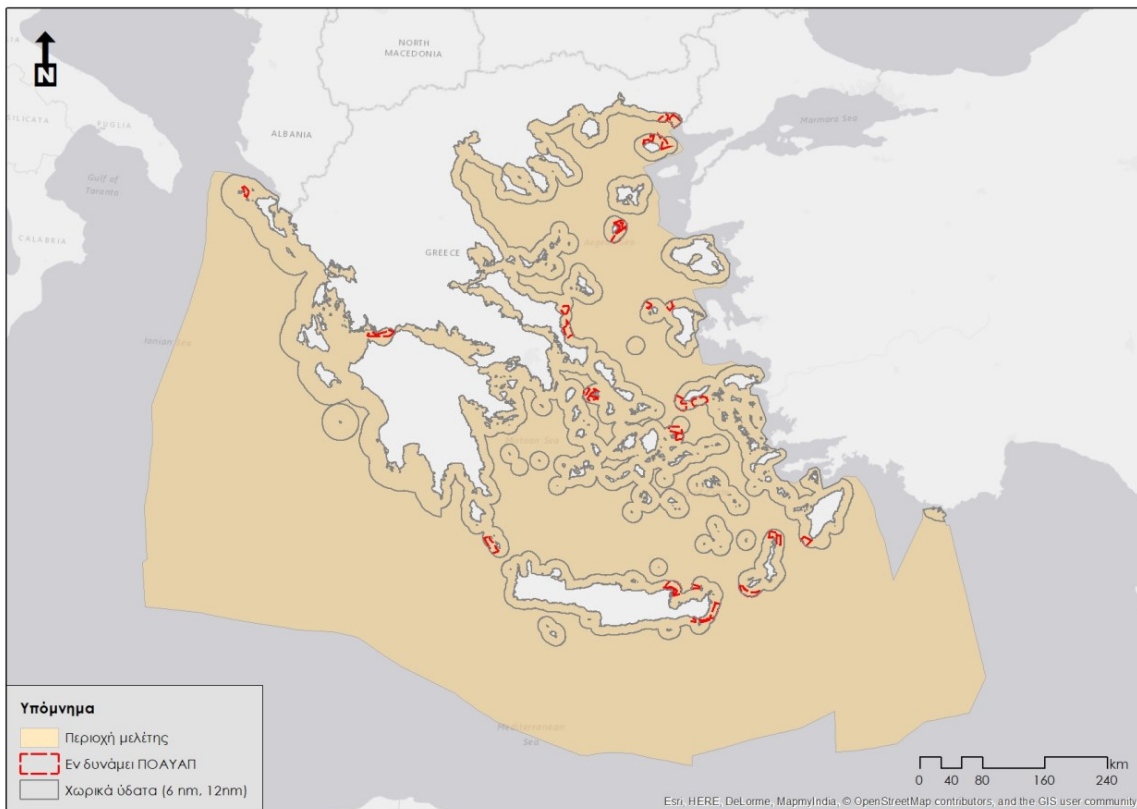 N
NORTH
MACEDONIA
ALBANIA
PUGLIA
Gulf of
Taranto
CALABRIA
Marmara Sea
GREECE
Aegean Sea
Ionian Sea
Mediterranean
Sea
Υπόμνημα
Περιοχή μελέτης
Εν δυνάμει ΠΟΑΥΑΠ
Χωρικά ύδατα (6 nm, 12nm)
km
0 40 80 160 240
Esri, HERE, DeLorme, MapmyIndia, © OpenStreetMap contributors, and the GIS user community